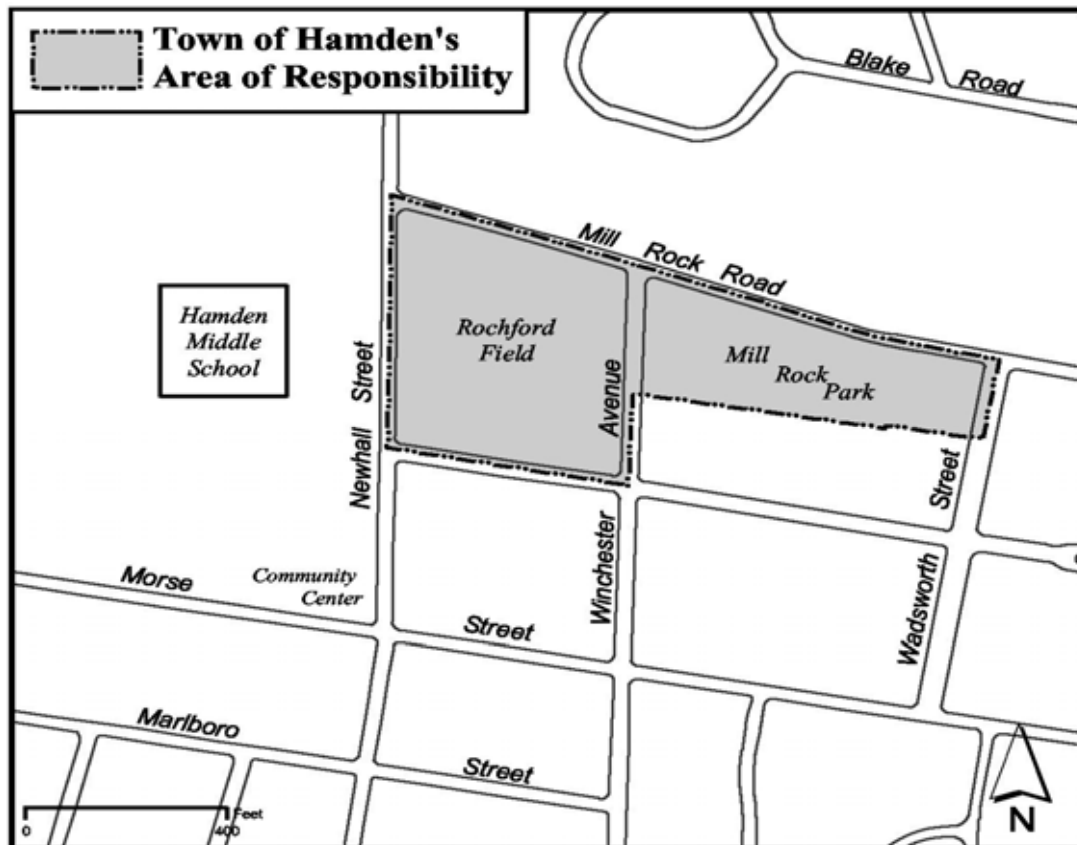 Town of Hamden's
Area of Responsibility
Blake Road
Mill Rock Road
Hamden
Middle
School
Rochford
Field
Mill
Rock
Park
Newhall Street
Winchester Avenue
Wadsworth Street
Community
Center
Morse Street
Marlboro Street
0 400 Feet
N